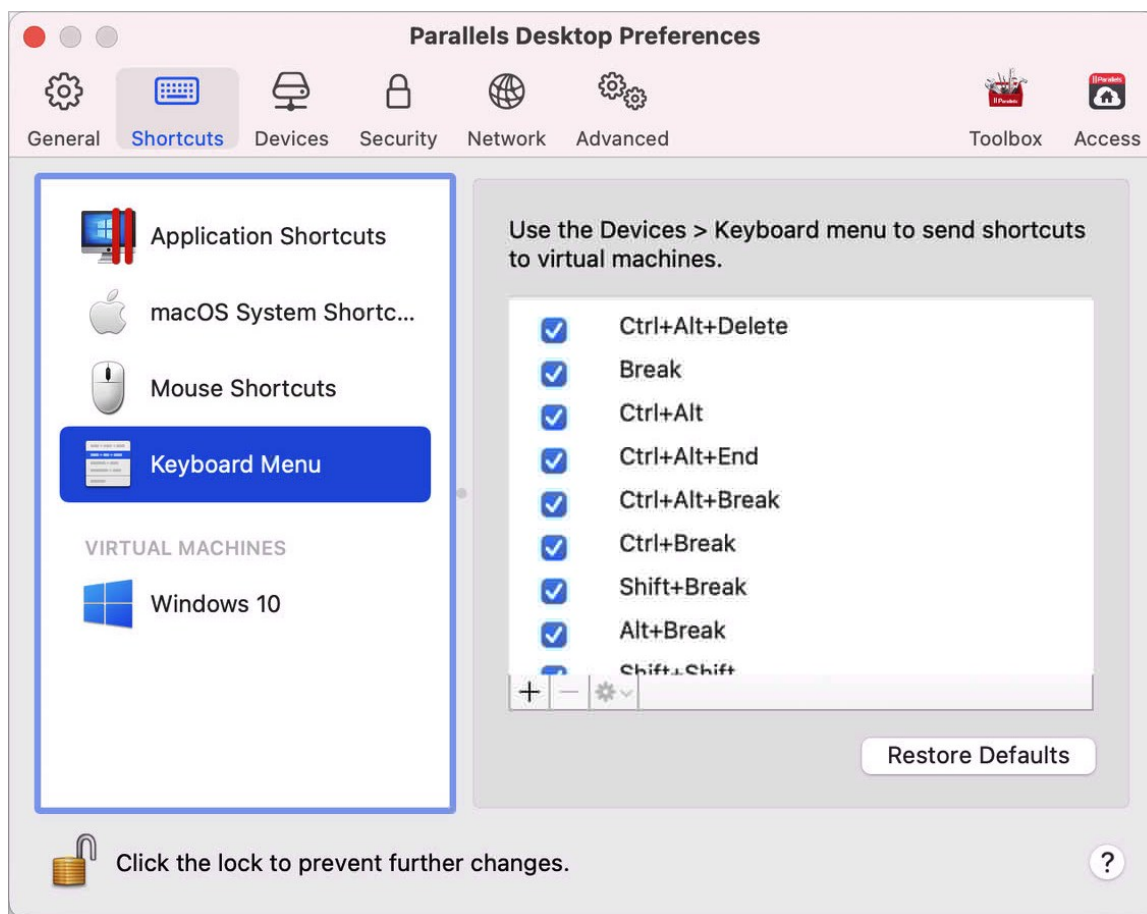 Parallels Desktop Preferences
General
Shortcuts
Devices
Security
Network
Advanced
Toolbox
Access
Application Shortcuts
macOS System Shortc...
Mouse Shortcuts
Keyboard Menu
VIRTUAL MACHINES
Windows 10
Use the Devices > Keyboard menu to send shortcuts
to virtual machines.
Ctrl+Alt+Delete
Break
Ctrl+Alt
Ctrl+Alt+End
Ctrl+Alt+Break
Ctrl+Break
Shift+Break
Alt+Break
Shift+Shift
Restore Defaults
Click the lock to prevent further changes.
?